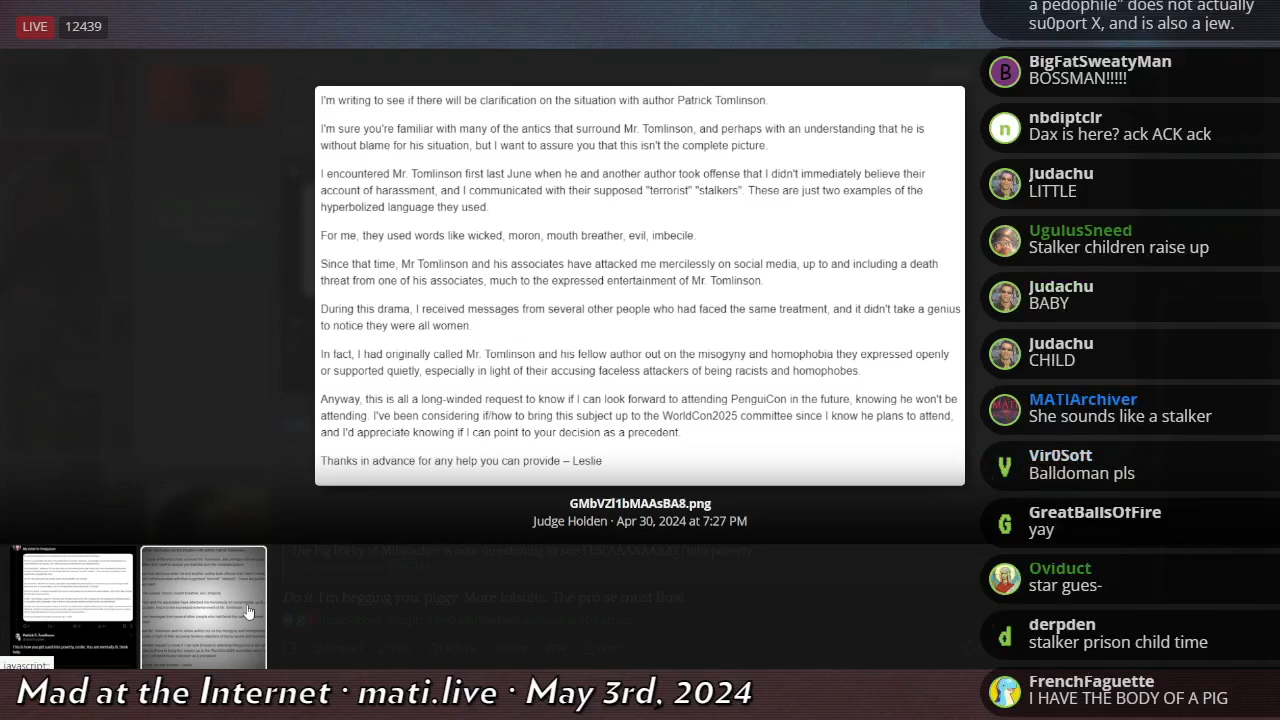 LIVE 12439
a pedophile" does not actually
su0port X, and is also a jew.
BigFatSweatyMan
BOSSMAN!!!!!
nbdiptclr
Dax is here? ack ACK ack
Judachu
LITTLE
UgulusSneed
Stalker children raise up
Judachu
BABY
Judachu
CHILD
MATIArchiver
She sounds like a stalker
Vir0Soft
Balldoman pls
GreatBallsOfFire
yay
Oviduct
Dr. gues-
derpden
stalker prison child time
FrenchFaguette
I HAVE THE BODY OF A PIG
I'm writing to see if there will be clarification on the situation with author Patrick Tomlinson.
I'm sure you're familiar with many of the antics that surround Mr. Tomlinson, and perhaps with an understanding that he is
without blame for his situation, but I want to assure you that this isn't the complete picture.
I encountered Mr. Tomlinson first last June when he and another author took offense that I didn't immediately believe their
account of harassment, and I communicated with their supposed "terrorist" "stalkers". These are just two examples of the
hyperbolized language they used.
For me, they used words like wicked, moron, mouth breather, evil, imbecile.
Since that time, Mr Tomlinson and his associates have attacked me mercilessly on social media, up to and including a death
threat from one of his associates, much to the expressed entertainment of Mr. Tomlinson.
During this drama, I received messages from several other people who had faced the same treatment, and it didn't take a genius
to notice they were all women.
In fact, I had originally called Mr. Tomlinson and his fellow author out on the misogyny and homophobia they expressed openly
or supported quietly, especially in light of their accusing faceless attackers of being racists and homophobes.
Anyway, this is all a long-winded request to know if I can look forward to attending PenguiCon in the future, knowing he won't be
attending. I've been considering if/how to bring this subject up to the WorldCon2025 committee since I know he plans to attend,
and I'd appreciate knowing if I can point to your decision as a precedent.
Thanks in advance for any help you can provide – Leslie
GMbVZl1bMAAsBA8.png
Judge Holden · Apr 30, 2024 at 7:27 PM
javascript:
Mad at the Internet · mati.live · May 3rd, 2024